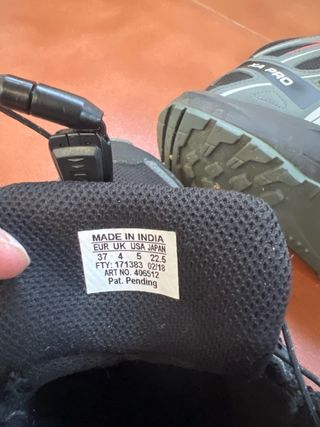 XA PRO
MADE IN INDIA
EUR UK USA JAPAN
37 4 5 22.5
FTY: 171383 02/18
ART NO. 406512
Pat. Pending